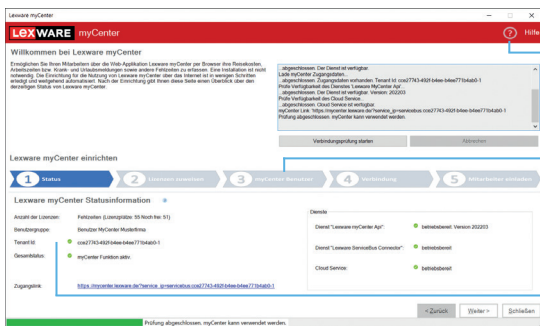 Lexware myCenter
LEXWARE myCenter
Hilfe
Willkommen bei Lexware myCenter
Ermöglichen Sie Ihren Mitarbeitern über die Web-Applikation Lexware myCenter per Browser ihre Reisekosten,
Arbeitszeiten bzw. Krank- und Urlaubsmeldungen sowie andere Fehlzeiten zu erfassen. Eine Installation ist nicht
notwendig. Die Einrichtung für die Nutzung von Lexware myCenter über das Internet ist in wenigen Schritten
erledigt und weitgehend automatisiert. Nach der Einrichtung gibt Ihnen diese Seite einen Überblick über den
derzeitigen Status von Lexware myCenter.
..abgeschlossen. Der Dienst ist verfügbar.
Lade myCenter Zugangsdaten...
..abgeschlossen. Zugangsdaten vorhanden. Tenant Id: cce27743-492f-b4ee-b4ee771b4ab0-1
Prüfe Verfügbarkeit des Dienstes 'Lexware MyCenter Api'..
..abgeschlossen. Der Dienst ist verfügbar. Version: 202203
Prüfe Verfügbarkeit des Cloud Service...
..abgeschlossen. Cloud Service ist verfügbar
myCenter Link: 'https://mycenter.lexware.de/?service_ip=servicebus.cce27743-492f-b4ee-b4ee771b4ab0-1
Prüfung abgeschlossen. myCenter kann verwendet werden.
Verbindungsprüfung starten
Abbrechen
Lexware myCenter einrichten
1 Status
2 Lizenzen zuweisen
3 myCenter Benutzer
4 Verbindung
5 Mitarbeiter einladen
Lexware myCenter Statusinformation
Anzahl der Lizenzen: Fehlzeiten (Lizenzplätze: 55 Noch frei: 51)
Benutzergruppe: Benutzer MyCenter Musterfirma
Tenant Id: cce27743-492f-b4ee-b4ee771b4ab0-1
Gesamtstatus: myCenter Funktion aktiv.
Zugangslink: https://mycenter.lexware.de/?service_ip=servicebus.cce27743-492f-b4ee-b4ee771b4ab0-1
Dienste
Dienst "Lexware myCenter Api": betriebsbereit. Version 202203
Dienst "Lexware ServiceBus Connector": betriebsbereit
Cloud Service: betriebsbereit
< Zurück
Weiter >
Schließen
Prüfung abgeschlossen. myCenter kann verwendet werden.